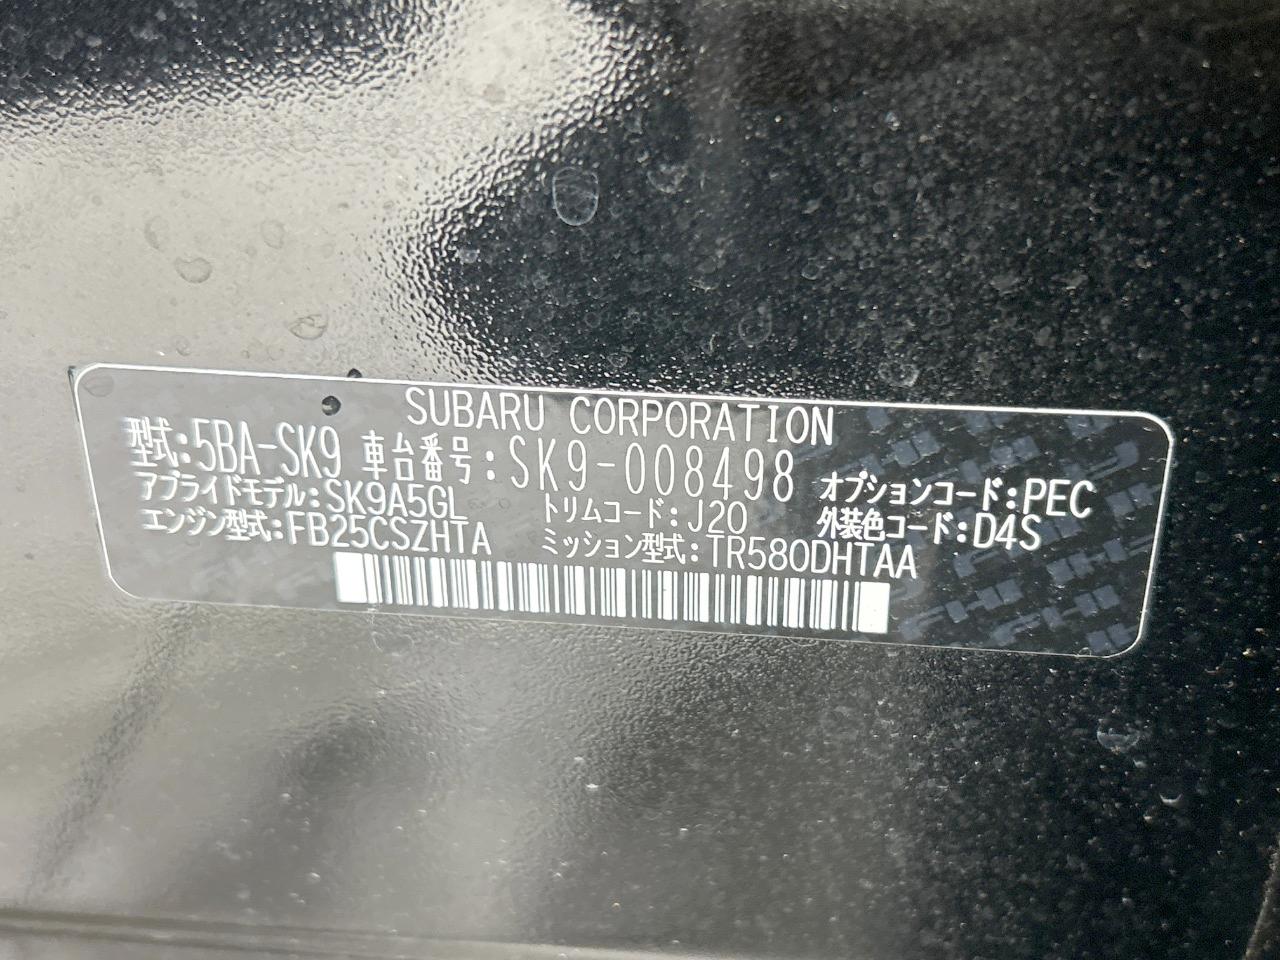 SUBARU CORPORATION
型式:5BA-SK9 車台番号:SK9-008498 オプションコード:PEC
アプライドモデル:SK9A5GL トリムコード:J20 外装色コード:D4S
エンジン型式:FB25CSZHTA ミッション型式:TR580DHTAA